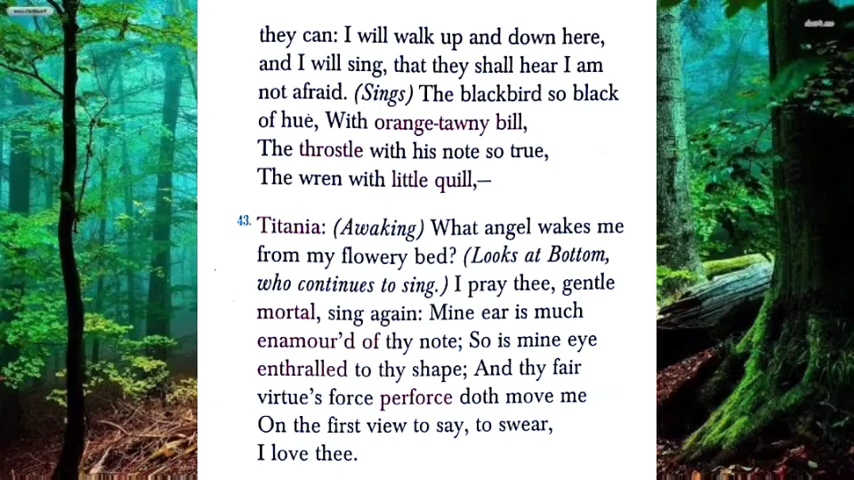 they can: I will walk up and down here,
and I will sing, that they shall hear I am
not afraid. (Sings) The blackbird so black
of hue, With orange-tawny bill,
The throstle with his note so true,
The wren with little quill,—
43. Titania: (Awaking) What angel wakes me
from my flowery bed? (Looks at Bottom,
who continues to sing.) I pray thee, gentle
mortal, sing again: Mine ear is much
enamour'd of thy note; So is mine eye
enthralled to thy shape; And thy fair
virtue's force perforce doth move me
On the first view to say, to swear,
I love thee.